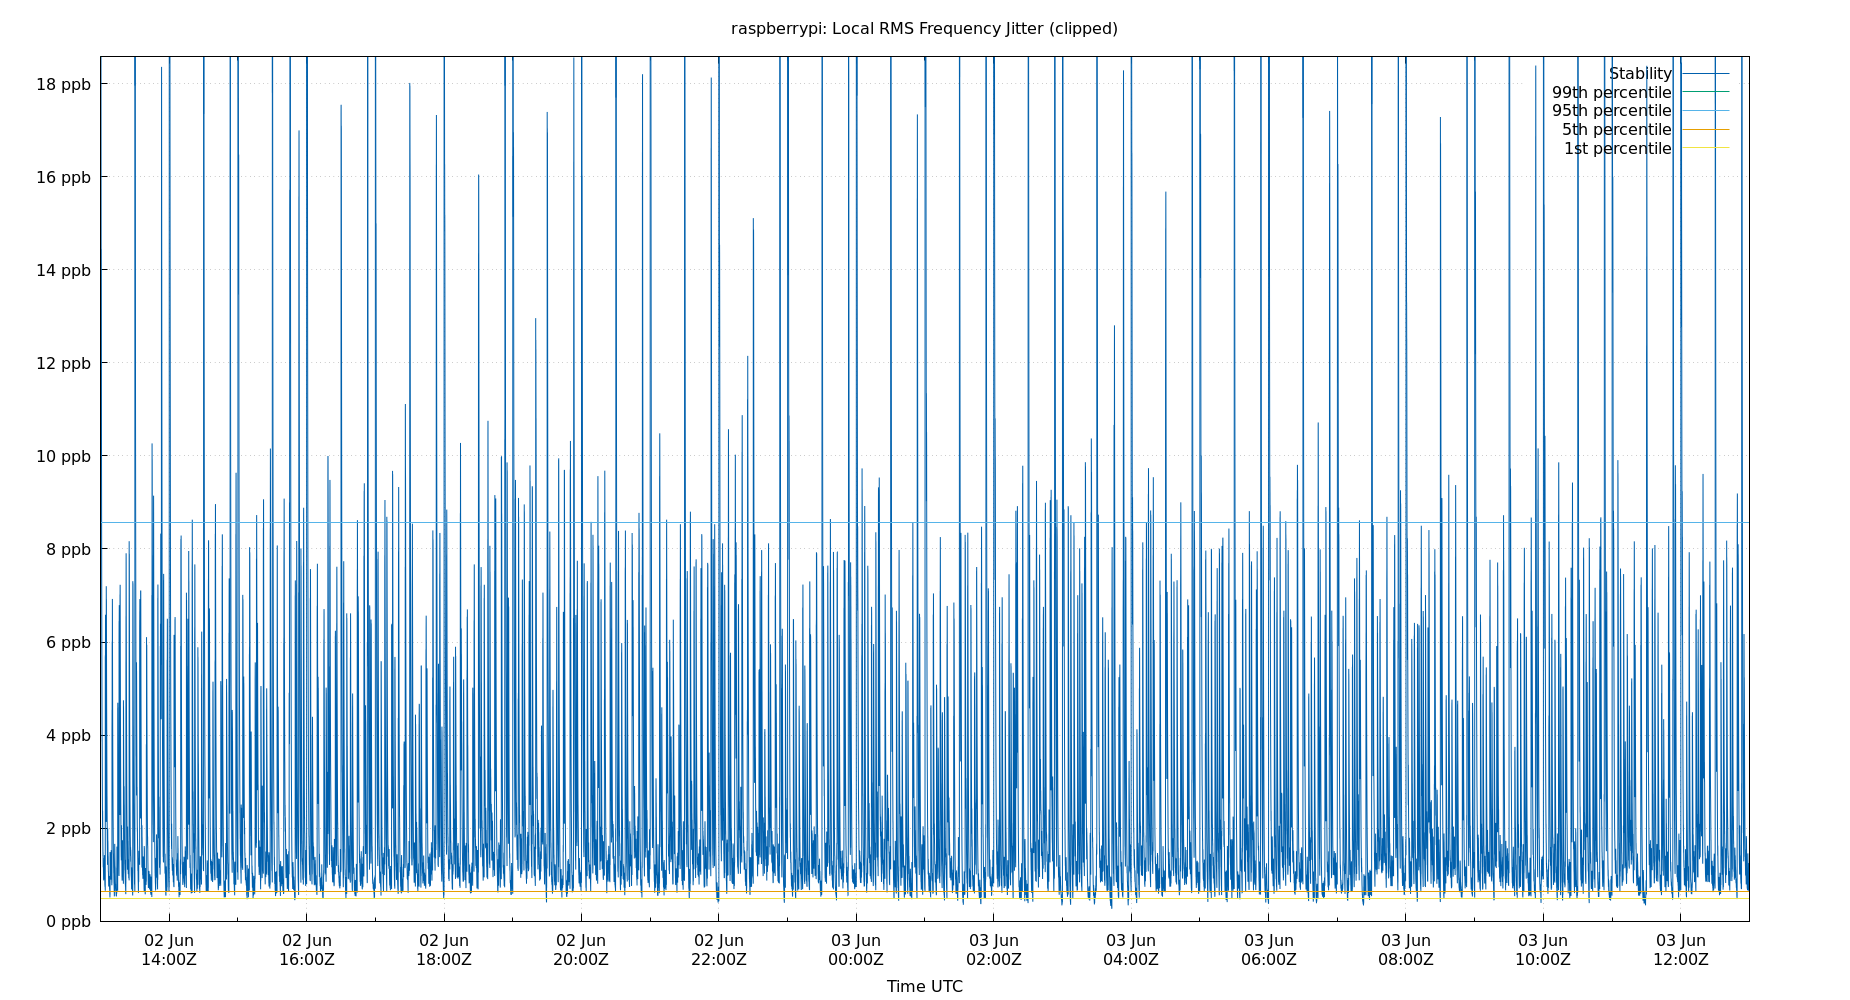 raspberrypi: Local RMS Frequency Jitter (clipped)
Stability
99th percentile
95th percentile
5th percentile
1st percentile
18 ppb
16 ppb
14 ppb
12 ppb
10 ppb
8 ppb
6 ppb
4 ppb
2 ppb
0 ppb
02 Jun 02 Jun 02 Jun 02 Jun 02 Jun 03 Jun 03 Jun 03 Jun 03 Jun 03 Jun 03 Jun 03 Jun
14:00Z 16:00Z 18:00Z 20:00Z 22:00Z 00:00Z 02:00Z 04:00Z 06:00Z 08:00Z 10:00Z 12:00Z
Time UTC